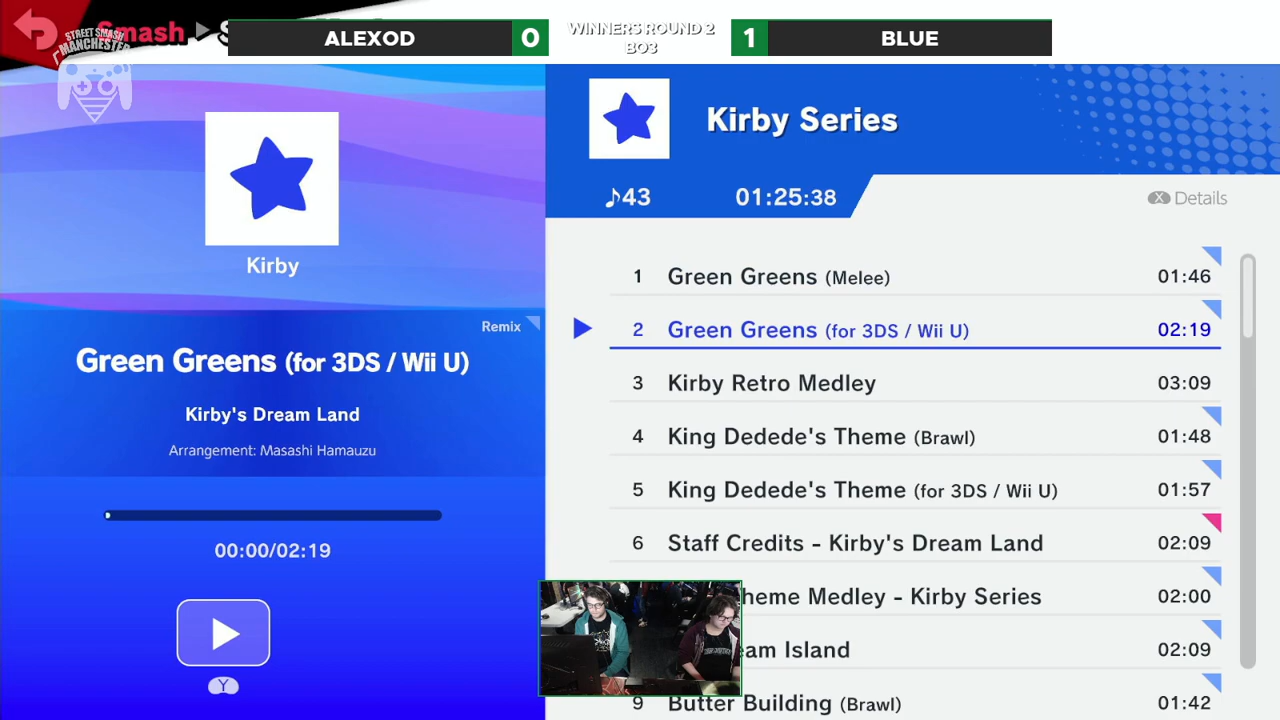 Smash
STREET SMASH
MANCHESTER
ALEXOD 0
WINNERS ROUND 2
BO3
1 BLUE
Kirby
Remix
Green Greens (for 3DS / Wii U)
Kirby's Dream Land
Arrangement: Masashi Hamauzu
00:00/02:19
Y
Kirby Series
♪43 01:25:38
X Details
1 Green Greens (Melee) 01:46
2 Green Greens (for 3DS / Wii U) 02:19
3 Kirby Retro Medley 03:09
4 King Dedede's Theme (Brawl) 01:48
5 King Dedede's Theme (for 3DS / Wii U) 01:57
6 Staff Credits - Kirby's Dream Land 02:09
Medley - Kirby Series 02:00
Island 02:09
9 Butter Building (Brawl) 01:42